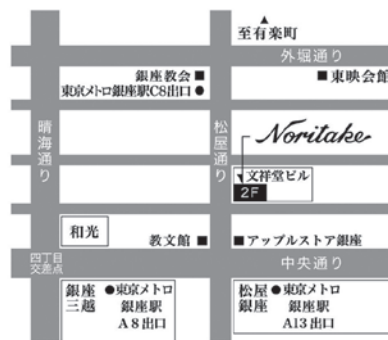 ▲
至有楽町
外堀通り
銀座教会 ■
東京メトロ銀座駅C8出口 ●
■ 東映会館
晴海通り
松屋通り
Noritake
文祥堂ビル
2F
和光
教文館 ■
■ アップルストア銀座
四丁目
交差点
中央通り
銀座
三越
●東京メトロ
銀座駅
A8出口
松屋
銀座
●東京メトロ
銀座駅
A13出口